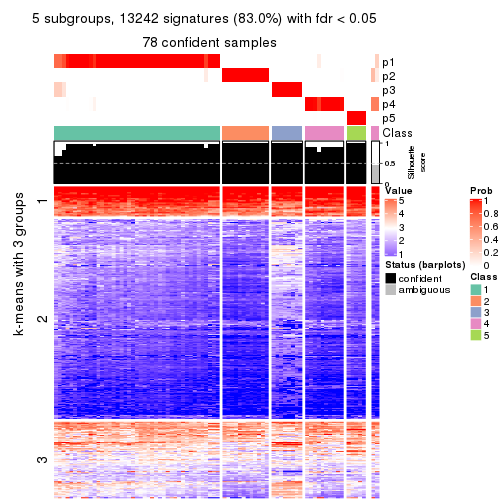 5 subgroups, 13242 signatures (83.0%) with fdr < 0.05
78 confident samples
p1
p2
p3
p4
p5
Class
1
0.5
0
Silhouette
score
k-means with 3 groups
1
2
3
Value
5
4
3
2
1
Status (barplots)
confident
ambiguous
Prob
1
0.8
0.6
0.4
0.2
0
Class
1
2
3
4
5